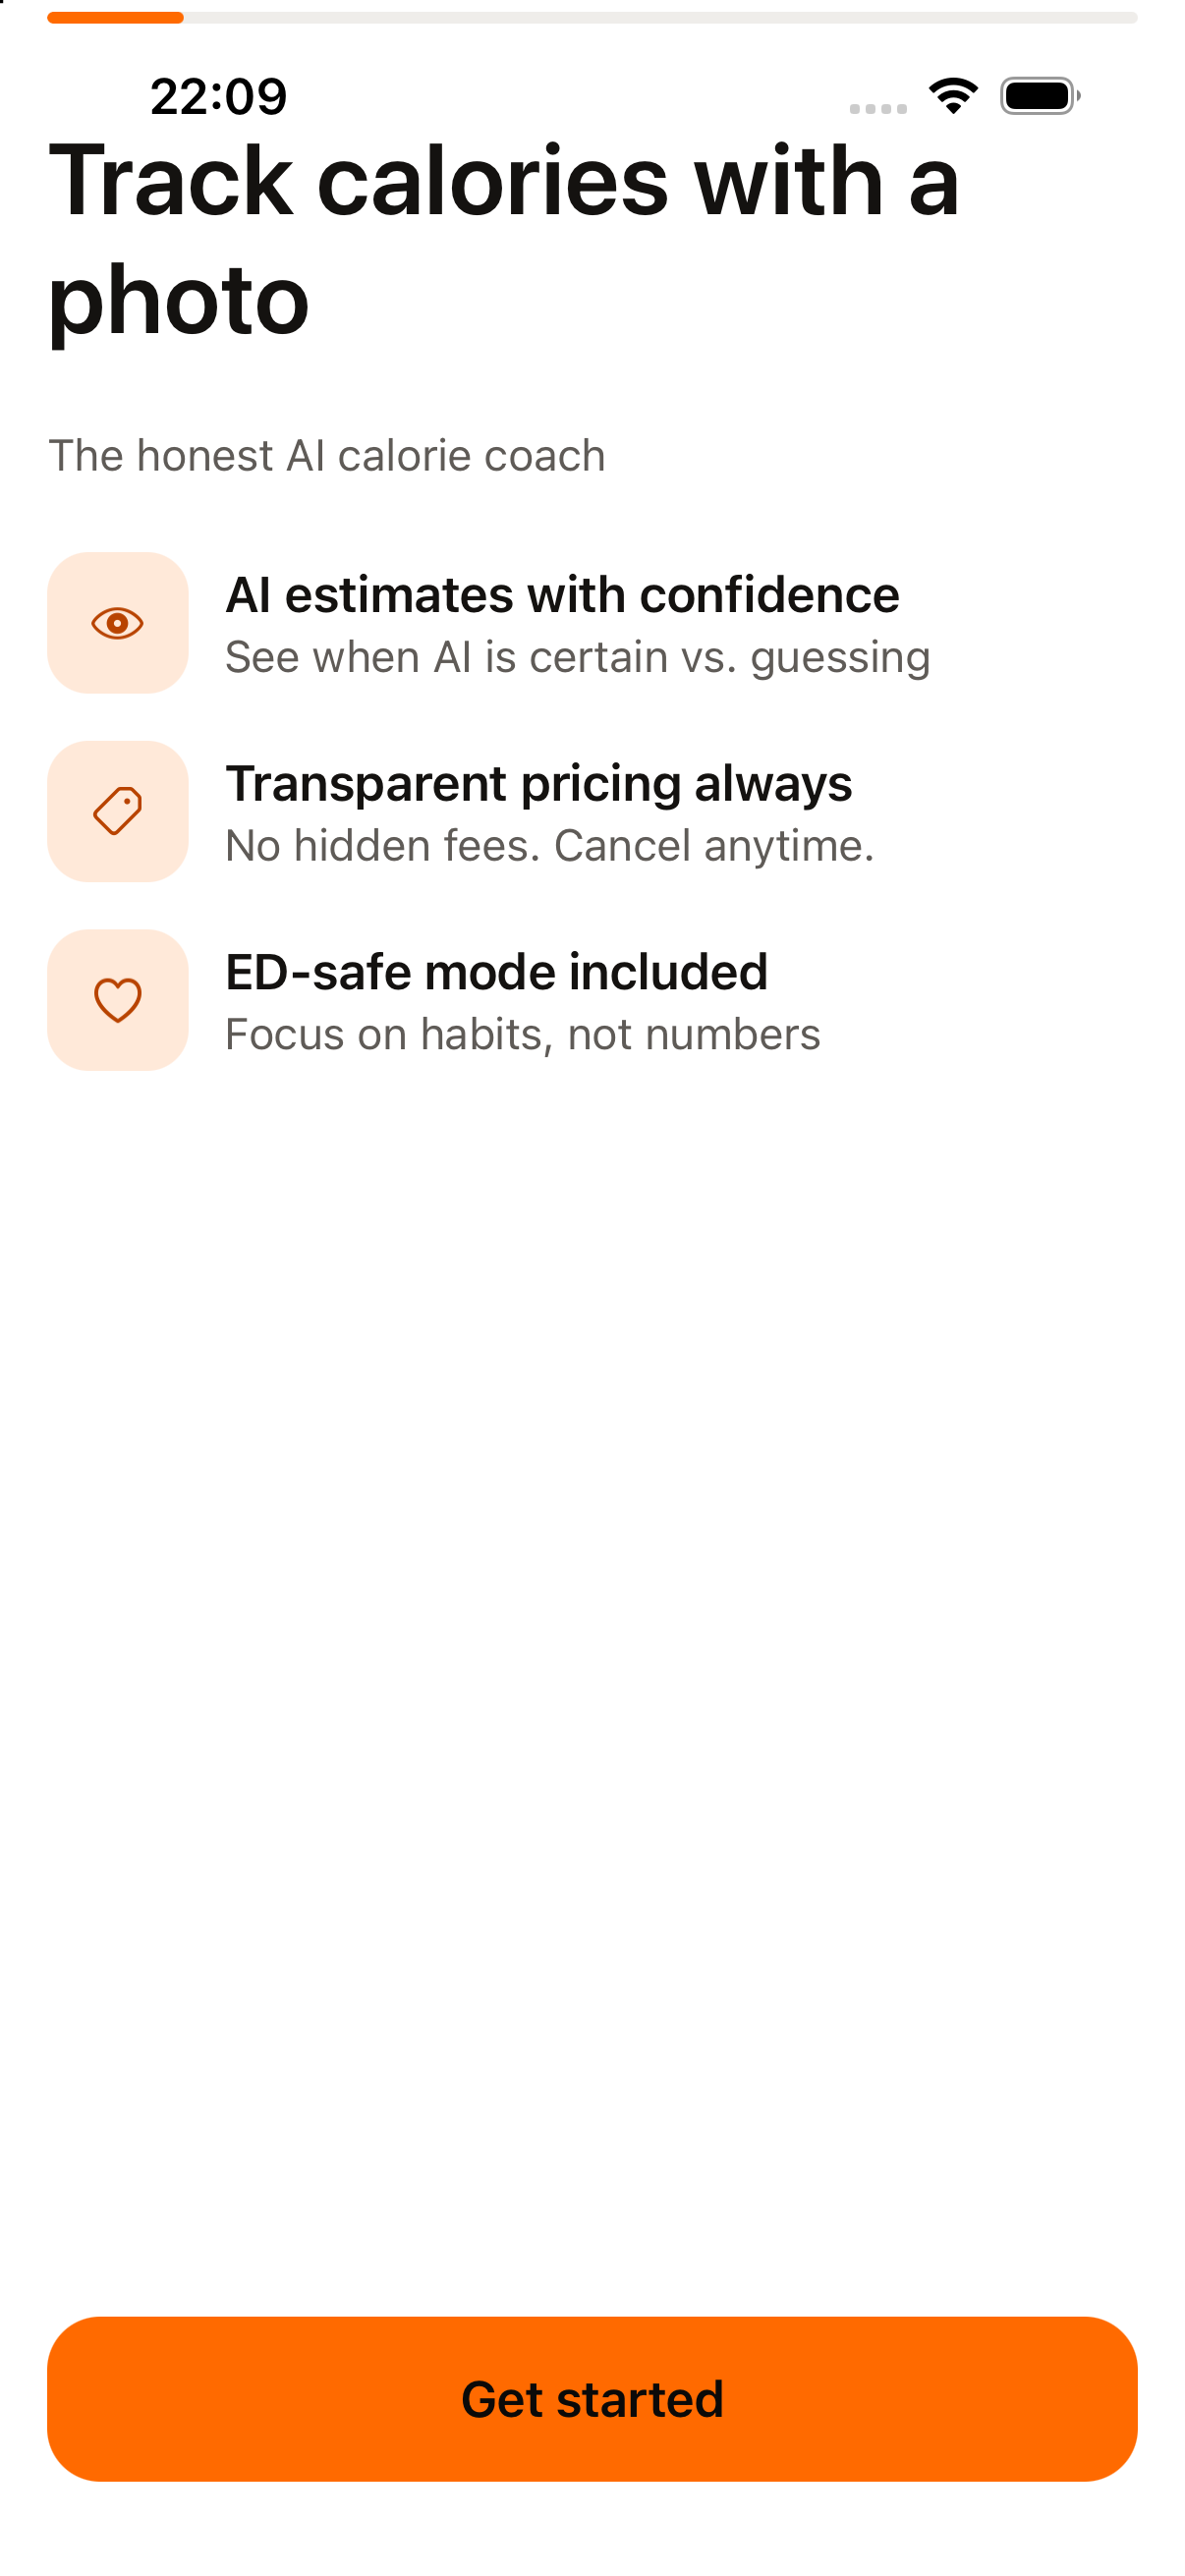 22:09
Track calories with a
photo
The honest AI calorie coach
AI estimates with confidence
See when AI is certain vs. guessing
Transparent pricing always
No hidden fees. Cancel anytime.
ED-safe mode included
Focus on habits, not numbers
Get started